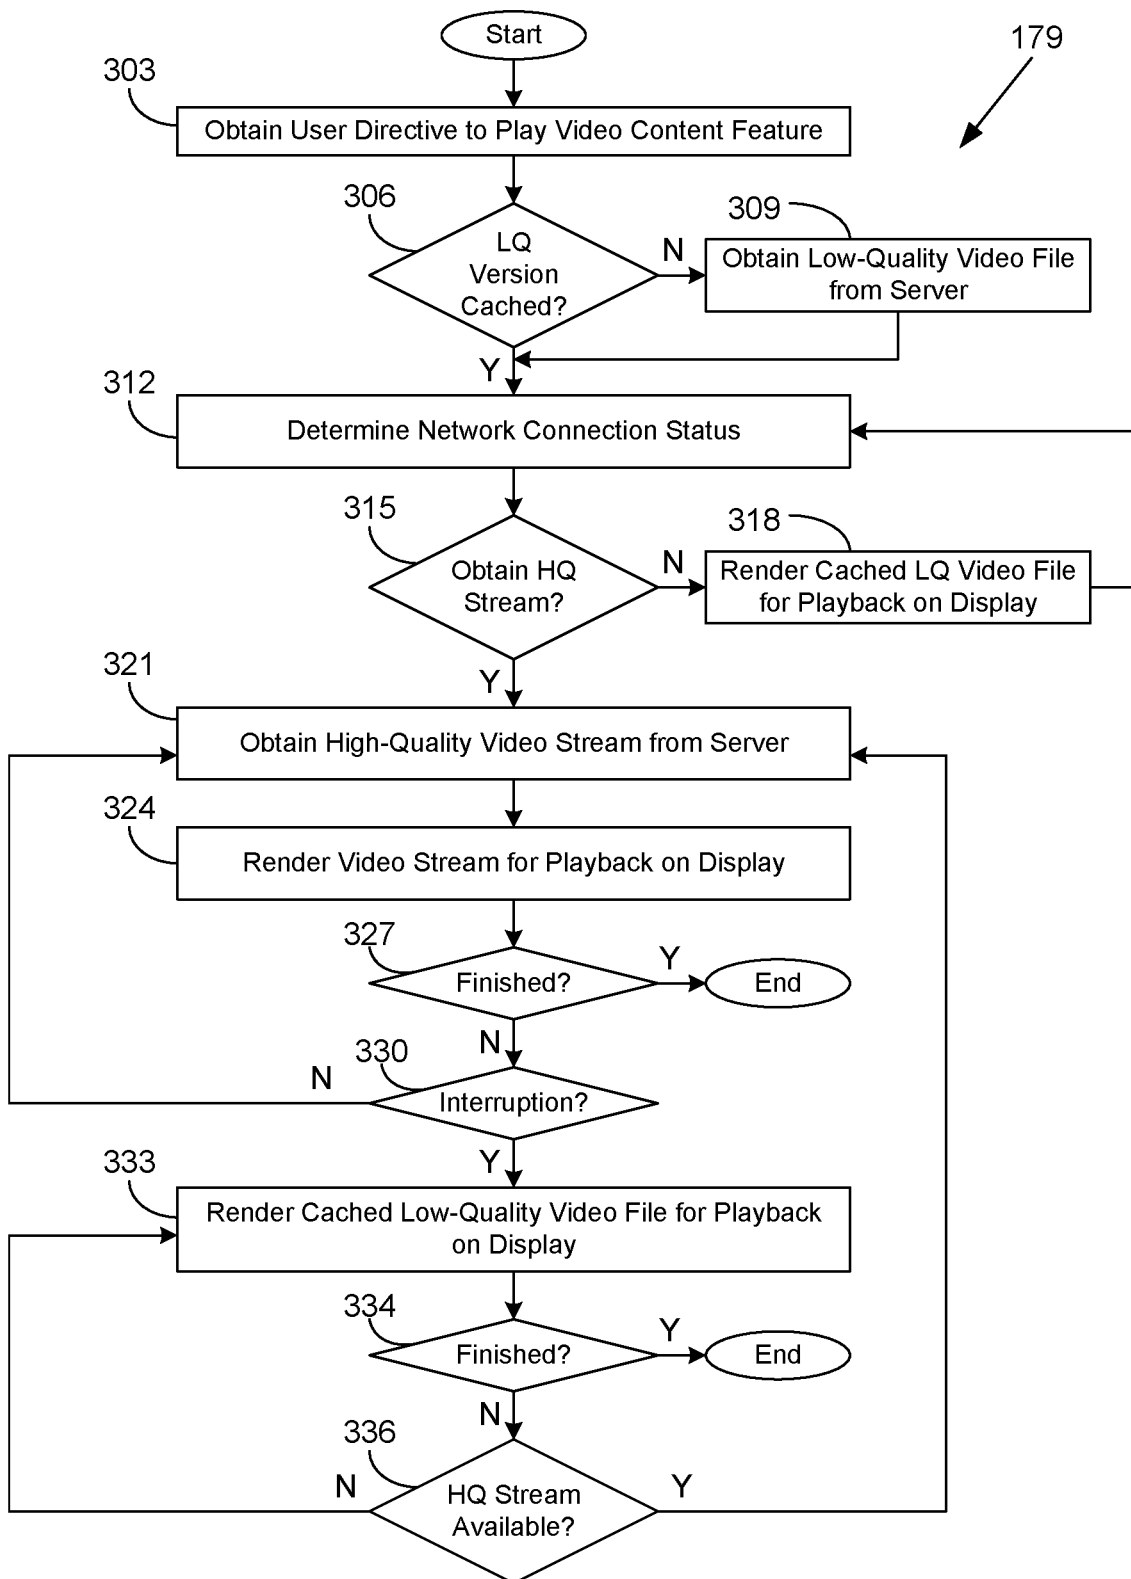 Start
179
303
Obtain User Directive to Play Video Content Feature
306
309
LQ
Version
Cached?
N
Obtain Low-Quality Video File
from Server
Y
312
Determine Network Connection Status
315
318
Obtain HQ
Stream?
N
Render Cached LQ Video File
for Playback on Display
Y
321
Obtain High-Quality Video Stream from Server
324
Render Video Stream for Playback on Display
327
Finished?
Y
End
N
330
N
Interruption?
Y
333
Render Cached Low-Quality Video File for Playback
on Display
334
Finished?
Y
End
N
336
N
HQ Stream
Available?
Y